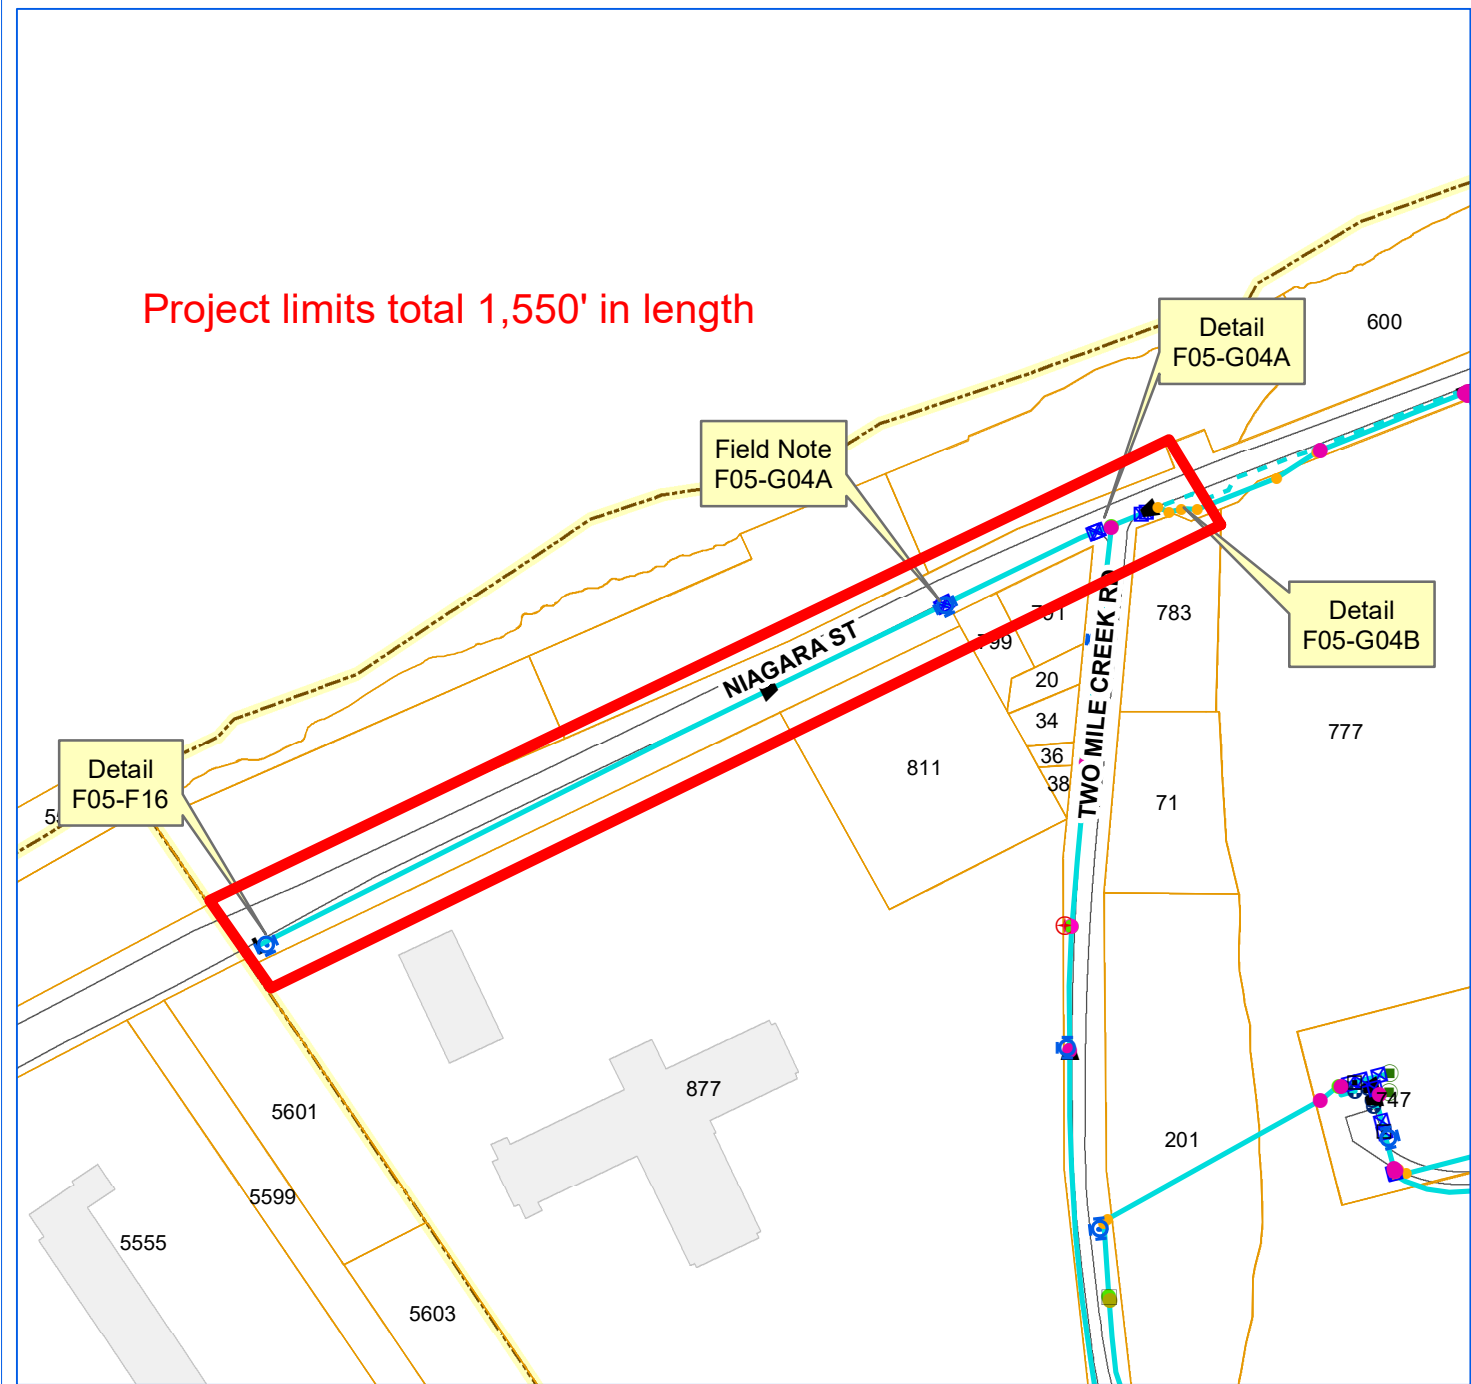 Project limits total 1,550' in length
Detail
F05-G04A
600
Field Note
F05-G04A
Detail
F05-G04B
NIAGARA ST
TWO MILE CREEK RD
799
783
20
34
36
38
71
777
811
Detail
F05-F16
877
747
5601
201
5599
5555
5603